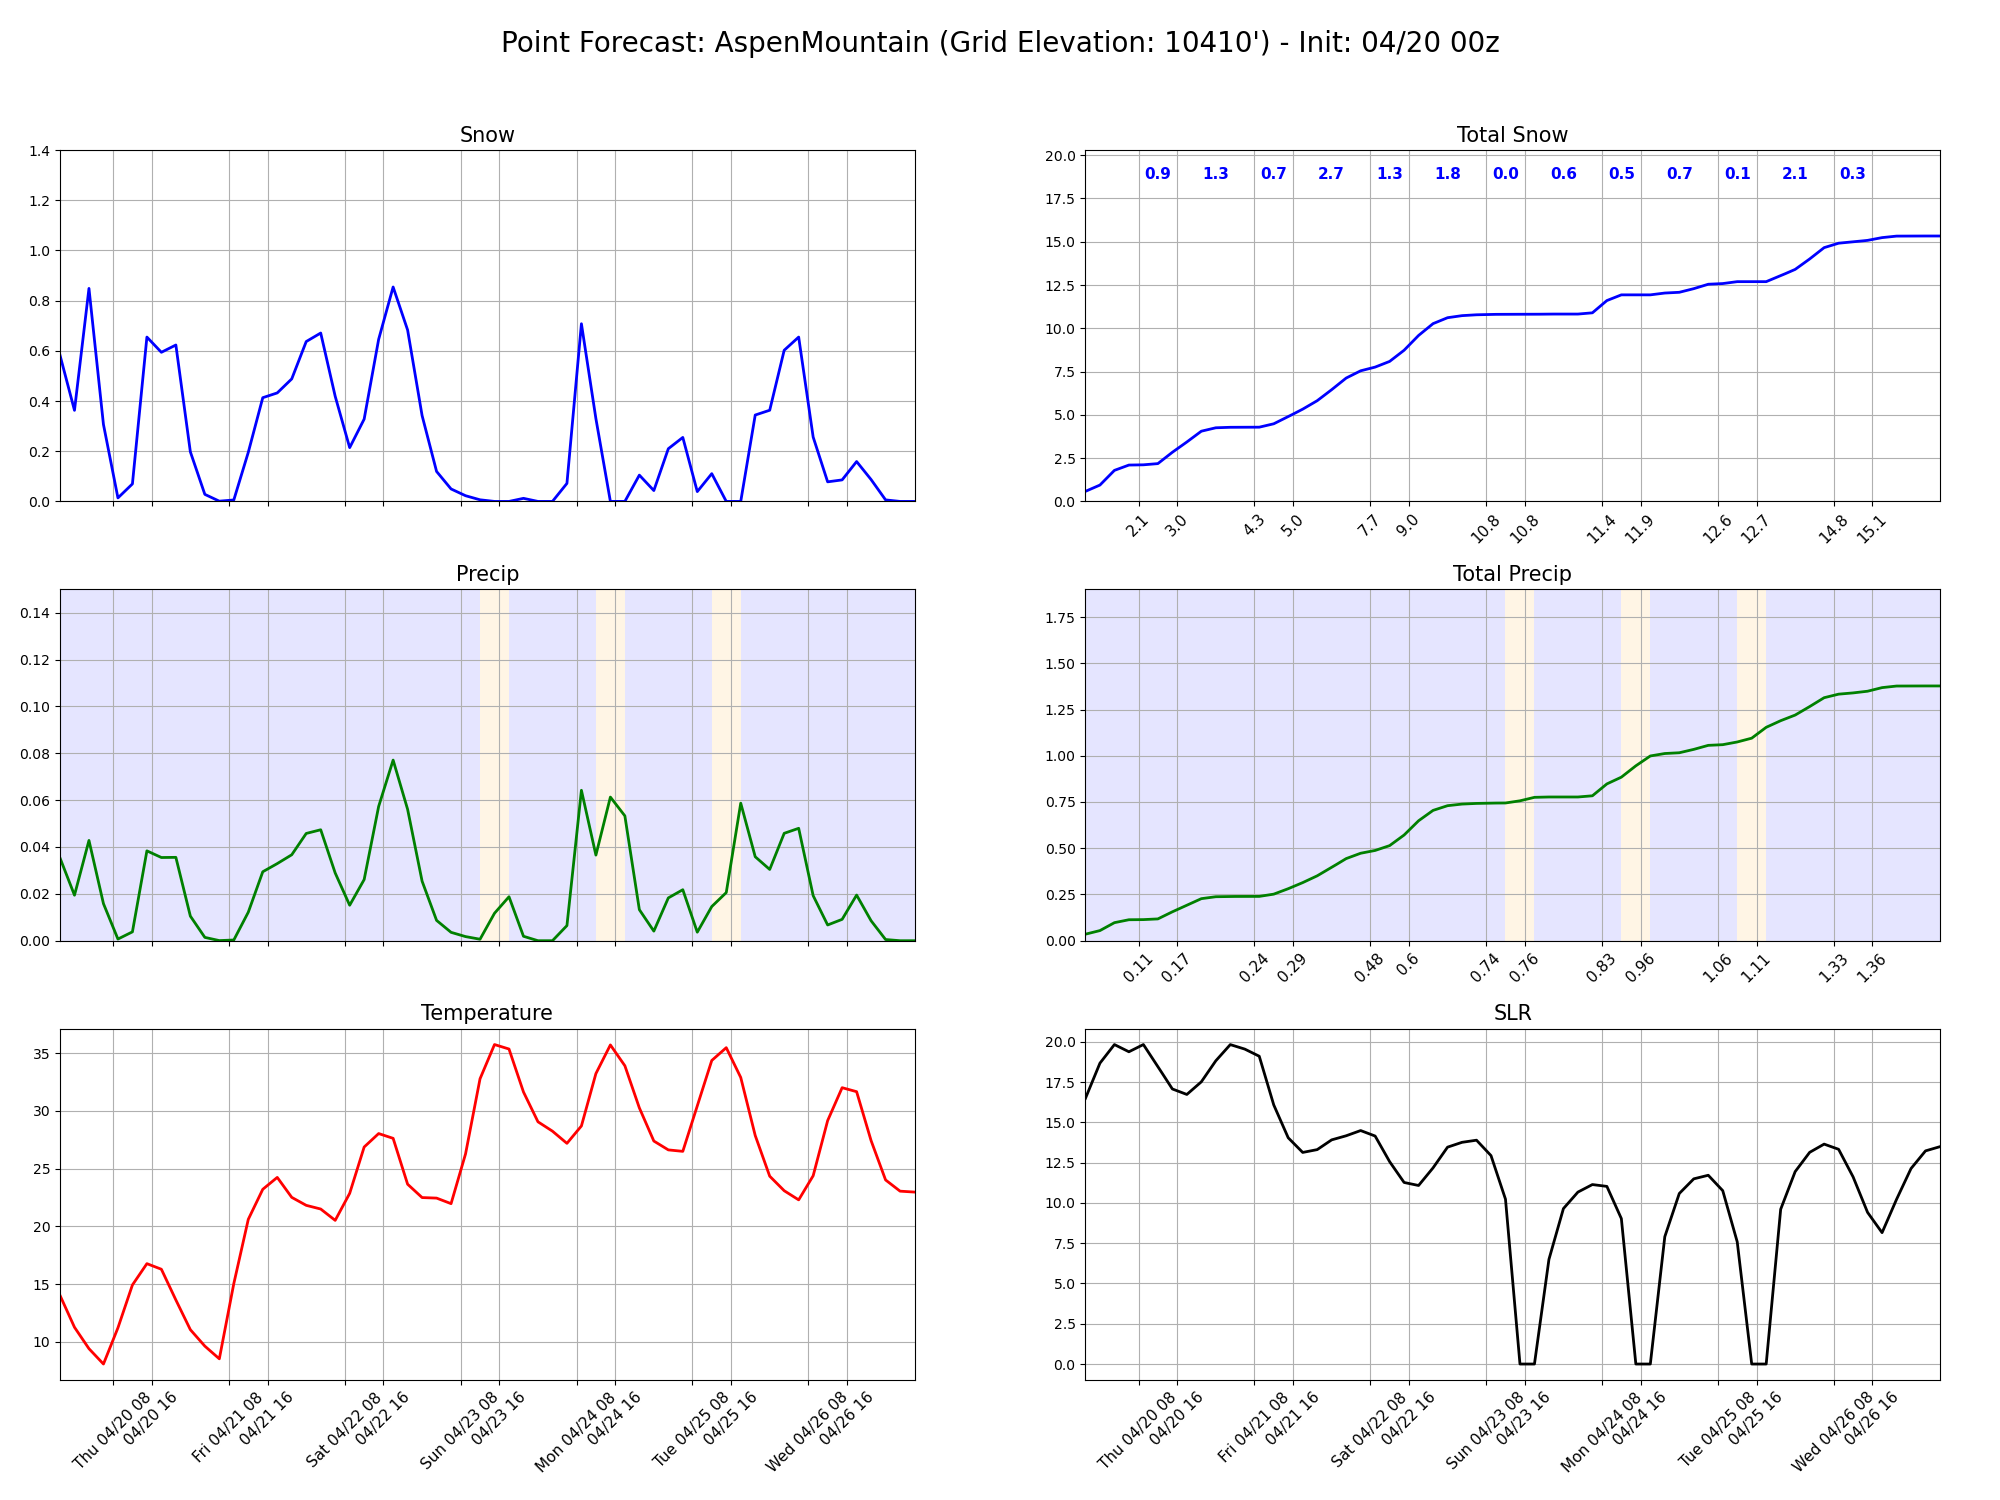 Point Forecast: AspenMountain (Grid Elevation: 10410') - Init: 04/20 00z
Snow
1.4
1.2
1.0
0.8
0.6
0.4
0.2
0.0
Total Snow
20.0
17.5
15.0
12.5
10.0
7.5
5.0
2.5
0.0
0.9 1.3 0.7 2.7 1.3 1.8 0.0 0.6 0.5 0.7 0.1 2.1 0.3
2.1 3.0 4.3 5.0 7.7 9.0 10.8 10.8 11.4 11.9 12.6 12.7 14.8 15.1
Precip
0.14
0.12
0.10
0.08
0.06
0.04
0.02
0.00
Total Precip
1.75
1.50
1.25
1.00
0.75
0.50
0.25
0.00
0.11 0.17 0.24 0.29 0.48 0.6 0.74 0.76 0.83 0.96 1.06 1.11 1.33 1.36
Temperature
35
30
25
20
15
10
Thu 04/20 08
04/20 16
Fri 04/21 08
04/21 16
Sat 04/22 08
04/22 16
Sun 04/23 08
04/23 16
Mon 04/24 08
04/24 16
Tue 04/25 08
04/25 16
Wed 04/26 08
04/26 16
SLR
20.0
17.5
15.0
12.5
10.0
7.5
5.0
2.5
0.0
Thu 04/20 08
04/20 16
Fri 04/21 08
04/21 16
Sat 04/22 08
04/22 16
Sun 04/23 08
04/23 16
Mon 04/24 08
04/24 16
Tue 04/25 08
04/25 16
Wed 04/26 08
04/26 16